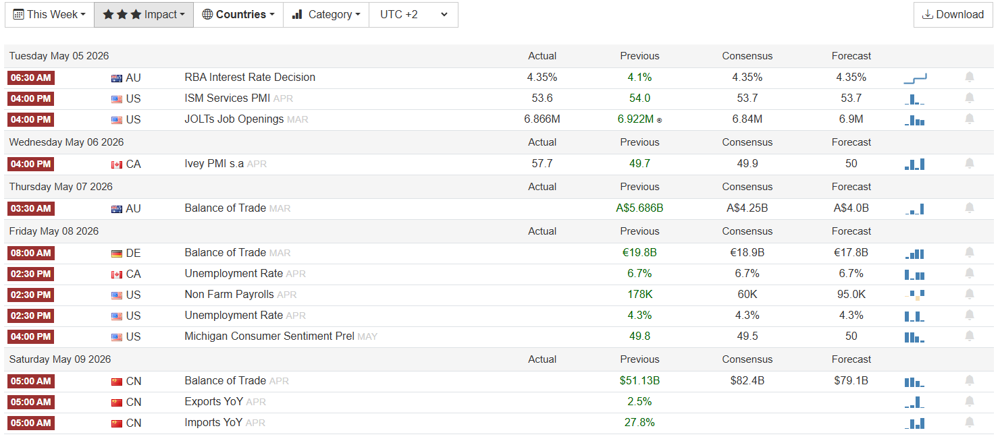 This Week Impact Countries Category UTC +2 Download
Tuesday May 05 2026 Actual Previous Consensus Forecast
06:30 AM AU RBA Interest Rate Decision 4.35% 4.1% 4.35% 4.35%
04:00 PM US ISM Services PMI APR 53.6 54.0 53.7 53.7
04:00 PM US JOLTs Job Openings MAR 6.866M 6.922M ® 6.84M 6.9M
Wednesday May 06 2026 Actual Previous Consensus Forecast
04:00 PM CA Ivey PMI s.a APR 57.7 49.7 49.9 50
Thursday May 07 2026 Actual Previous Consensus Forecast
03:30 AM AU Balance of Trade MAR A$5.686B A$4.25B A$4.0B
Friday May 08 2026 Actual Previous Consensus Forecast
08:00 AM DE Balance of Trade MAR €19.8B €18.9B €17.8B
02:30 PM CA Unemployment Rate APR 6.7% 6.7% 6.7%
02:30 PM US Non Farm Payrolls APR 178K 60K 95.0K
02:30 PM US Unemployment Rate APR 4.3% 4.3% 4.3%
04:00 PM US Michigan Consumer Sentiment Prel MAY 49.8 49.5 50
Saturday May 09 2026 Actual Previous Consensus Forecast
05:00 AM CN Balance of Trade APR $51.13B $82.4B $79.1B
05:00 AM CN Exports YoY APR 2.5%
05:00 AM CN Imports YoY APR 27.8%